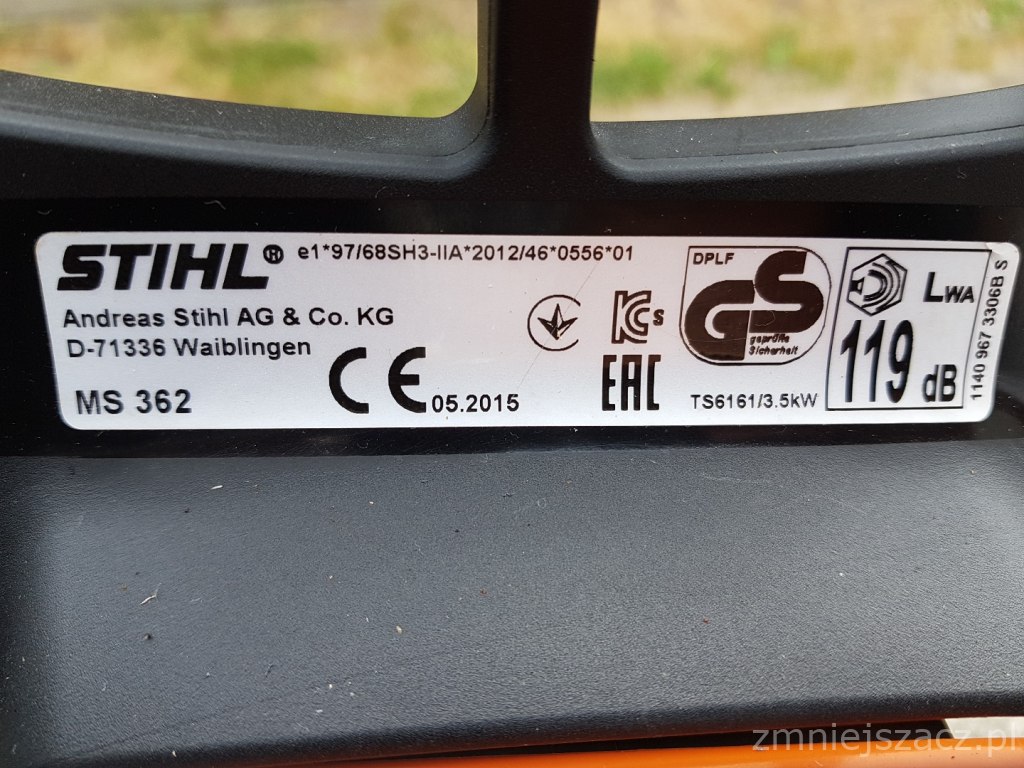 STIHL® e1*97/68SH3-IIA*2012/46*0556*01
Andreas Stihl AG & Co. KG
D-71336 Waiblingen
MS 362
CE 05.2015
KC s
EAC
DPLF
GS
geprüfte
Sicherheit
TS6161/3.5kW
LWA
119 dB
1140 967 3306B S
zmniejszacz.pl